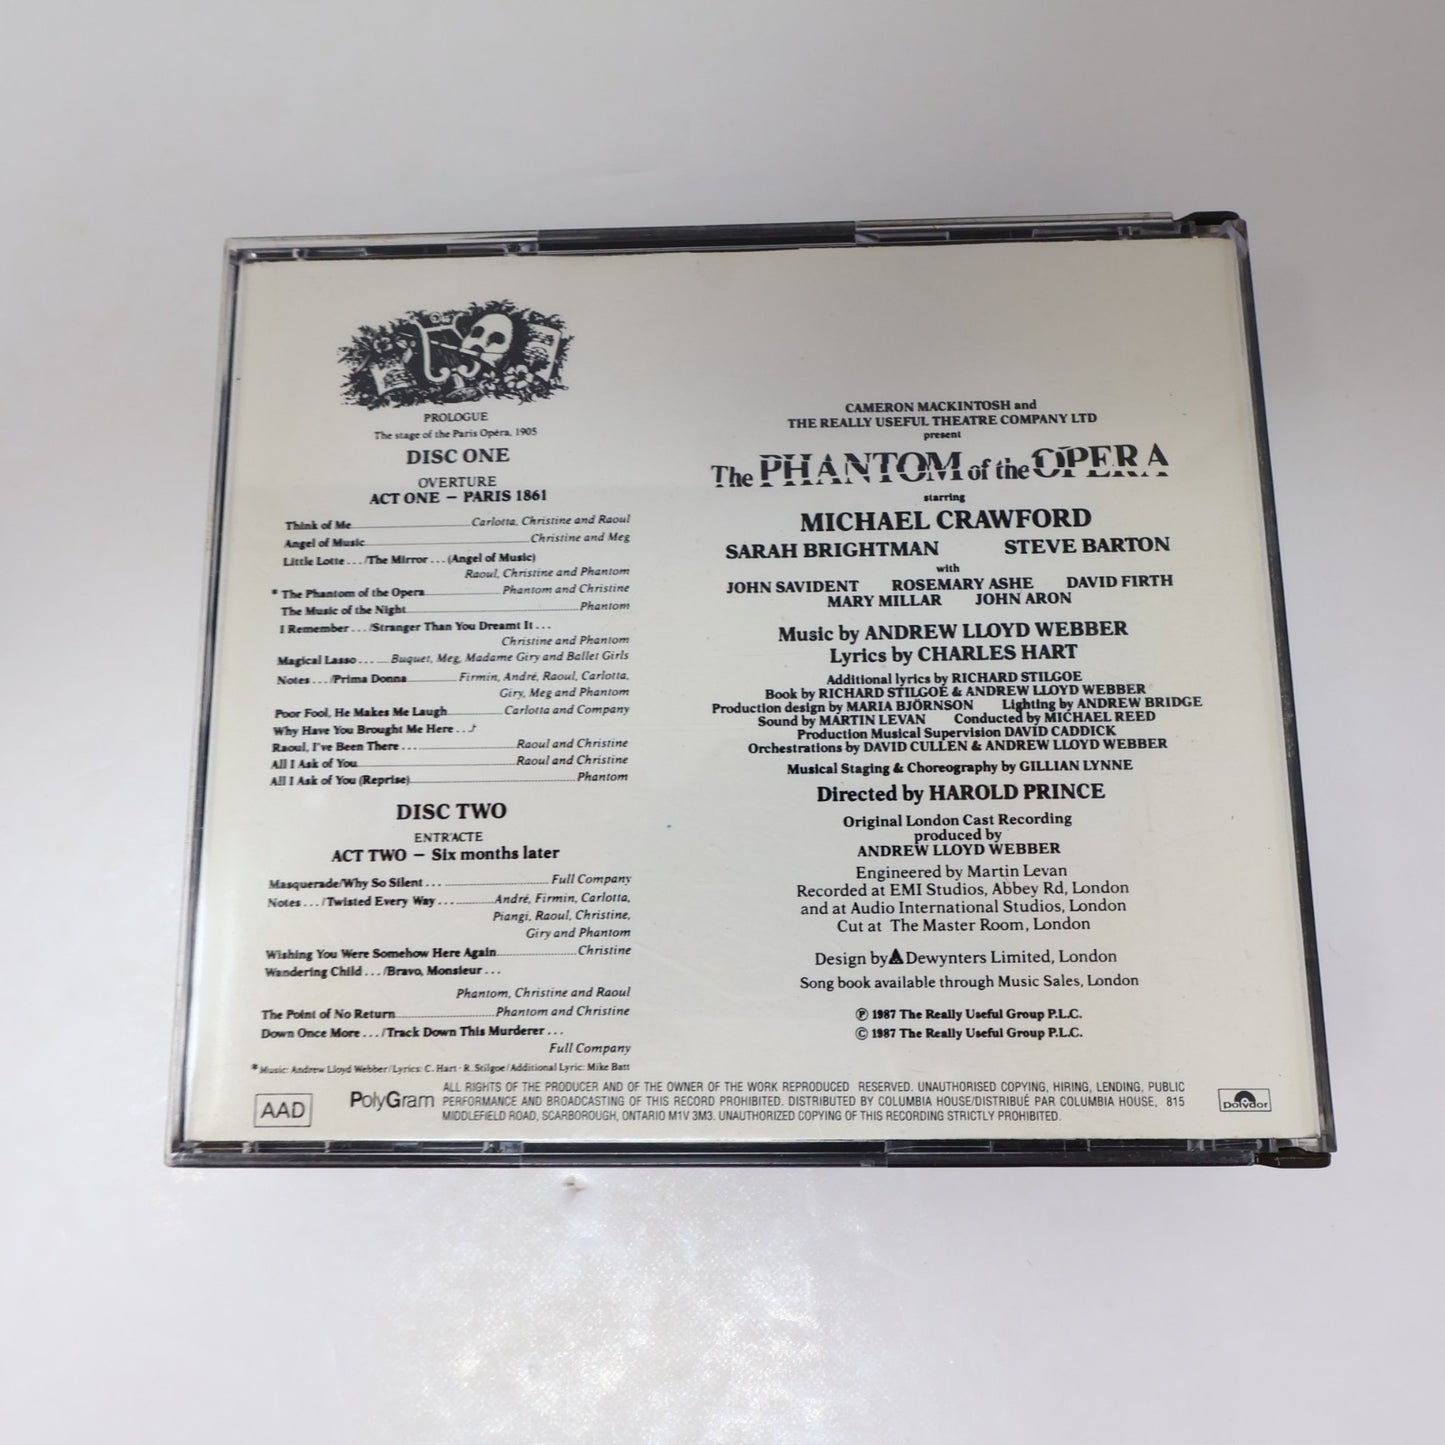 PROLOGUE
The stage of the Paris Opéra, 1905
DISC ONE
OVERTURE
ACT ONE – PARIS 1861
Think of Me Carlotta, Christine and Raoul
Angel of Music Christine and Meg
Little Lotte . . . /The Mirror . . . (Angel of Music)
Raoul, Christine and Phantom
* The Phantom of the Opera Phantom and Christine
The Music of the Night Phantom
I Remember . . . /Stranger Than You Dreamt It . . .
Christine and Phantom
Magical Lasso . . . Buquet, Meg, Madame Giry and Ballet Girls
Notes . . . /Prima Donna Firmin, André, Raoul, Carlotta,
Giry, Meg and Phantom
Poor Fool, He Makes Me Laugh Carlotta and Company
Why Have You Brought Me Here . . ./
Raoul, I've Been There . . . Raoul and Christine
All I Ask of You Raoul and Christine
All I Ask of You (Reprise) Phantom
DISC TWO
ENTR'ACTE
ACT TWO – Six months later
Masquerade/Why So Silent . . . Full Company
Notes . . . /Twisted Every Way . . . André, Firmin, Carlotta,
Piangi, Raoul, Christine,
Giry and Phantom
Wishing You Were Somehow Here Again Christine
Wandering Child . . . /Bravo, Monsieur . . .
Phantom, Christine and Raoul
The Point of No Return Phantom and Christine
Down Once More . . . /Track Down This Murderer . . .
Full Company
* Music: Andrew Lloyd Webber/Lyrics: C. Hart - R. Stilgoe/Additional Lyric: Mike Batt
CAMERON MACKINTOSH and
THE REALLY USEFUL THEATRE COMPANY LTD
present
The PHANTOM of the OPERA
starring
MICHAEL CRAWFORD
SARAH BRIGHTMAN STEVE BARTON
with
JOHN SAVIDENT ROSEMARY ASHE DAVID FIRTH
MARY MILLAR JOHN ARON
Music by ANDREW LLOYD WEBBER
Lyrics by CHARLES HART
Additional lyrics by RICHARD STILGOE
Book by RICHARD STILGOE & ANDREW LLOYD WEBBER
Production design by MARIA BJÖRNSON Lighting by ANDREW BRIDGE
Sound by MARTIN LEVAN Conducted by MICHAEL REED
Production Musical Supervision DAVID CADDICK
Orchestrations by DAVID CULLEN & ANDREW LLOYD WEBBER
Musical Staging & Choreography by GILLIAN LYNNE
Directed by HAROLD PRINCE
Original London Cast Recording
produced by
ANDREW LLOYD WEBBER
Engineered by Martin Levan
Recorded at EMI Studios, Abbey Rd, London
and at Audio International Studios, London
Cut at The Master Room, London
Design by Dewynters Limited, London
Song book available through Music Sales, London
℗ 1987 The Really Useful Group P.L.C.
© 1987 The Really Useful Group P.L.C.
AAD
PolyGram
ALL RIGHTS OF THE PRODUCER AND OF THE OWNER OF THE WORK REPRODUCED RESERVED. UNAUTHORISED COPYING, HIRING, LENDING, PUBLIC
PERFORMANCE AND BROADCASTING OF THIS RECORD PROHIBITED. DISTRIBUTED BY COLUMBIA HOUSE/DISTRIBUÉ PAR COLUMBIA HOUSE, 815
MIDDLEFIELD ROAD, SCARBOROUGH, ONTARIO M1V 3M3. UNAUTHORIZED COPYING OF THIS RECORDING STRICTLY PROHIBITED.
Polydor